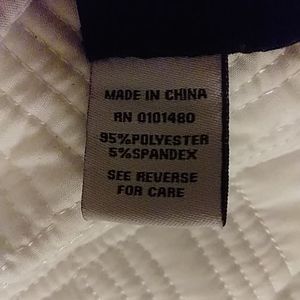 MADE IN CHINA
RN 0101480
95%POLYESTER
5%SPANDEX
SEE REVERSE
FOR CARE